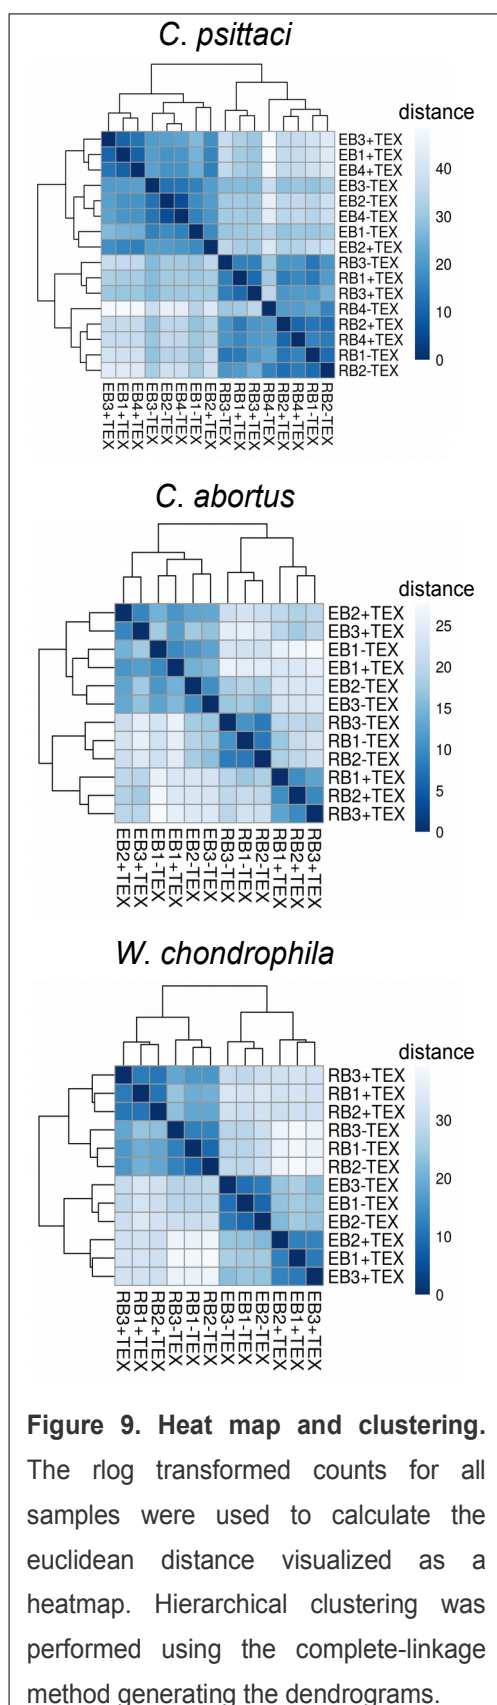 C. psittaci
distance
40
30
20
10
0
EB3+TEX
EB1+TEX
EB4+TEX
EB3-TEX
EB2-TEX
EB4-TEX
EB1-TEX
EB2+TEX
RB3-TEX
RB1+TEX
RB3+TEX
RB4-TEX
RB2+TEX
RB4+TEX
RB1-TEX
RB2-TEX
EB3+TEX
EB1+TEX
EB4+TEX
EB3-TEX
EB2-TEX
EB4-TEX
EB1-TEX
EB2+TEX
RB3-TEX
RB1+TEX
RB3+TEX
RB4-TEX
RB2+TEX
RB4+TEX
RB1-TEX
RB2-TEX
C. abortus
distance
25
20
15
10
5
0
EB2+TEX
EB3+TEX
EB1-TEX
EB1+TEX
EB2-TEX
EB3-TEX
RB3-TEX
RB1-TEX
RB2-TEX
RB1+TEX
RB2+TEX
RB3+TEX
EB2+TEX
EB3+TEX
EB1-TEX
EB1+TEX
EB2-TEX
EB3-TEX
RB3-TEX
RB1-TEX
RB2-TEX
RB1+TEX
RB2+TEX
RB3+TEX
W. chondrophila
distance
30
20
10
0
RB3+TEX
RB1+TEX
RB2+TEX
RB3-TEX
RB1-TEX
RB2-TEX
EB3-TEX
EB1-TEX
EB2-TEX
EB2+TEX
EB1+TEX
EB3+TEX
RB3+TEX
RB1+TEX
RB2+TEX
RB3-TEX
RB1-TEX
RB2-TEX
EB3-TEX
EB1-TEX
EB2-TEX
EB2+TEX
EB1+TEX
EB3+TEX
Figure 9. Heat map and clustering.
The rlog transformed counts for all
samples were used to calculate the
euclidean distance visualized as a
heatmap. Hierarchical clustering was
performed using the complete-linkage
method generating the dendrograms.